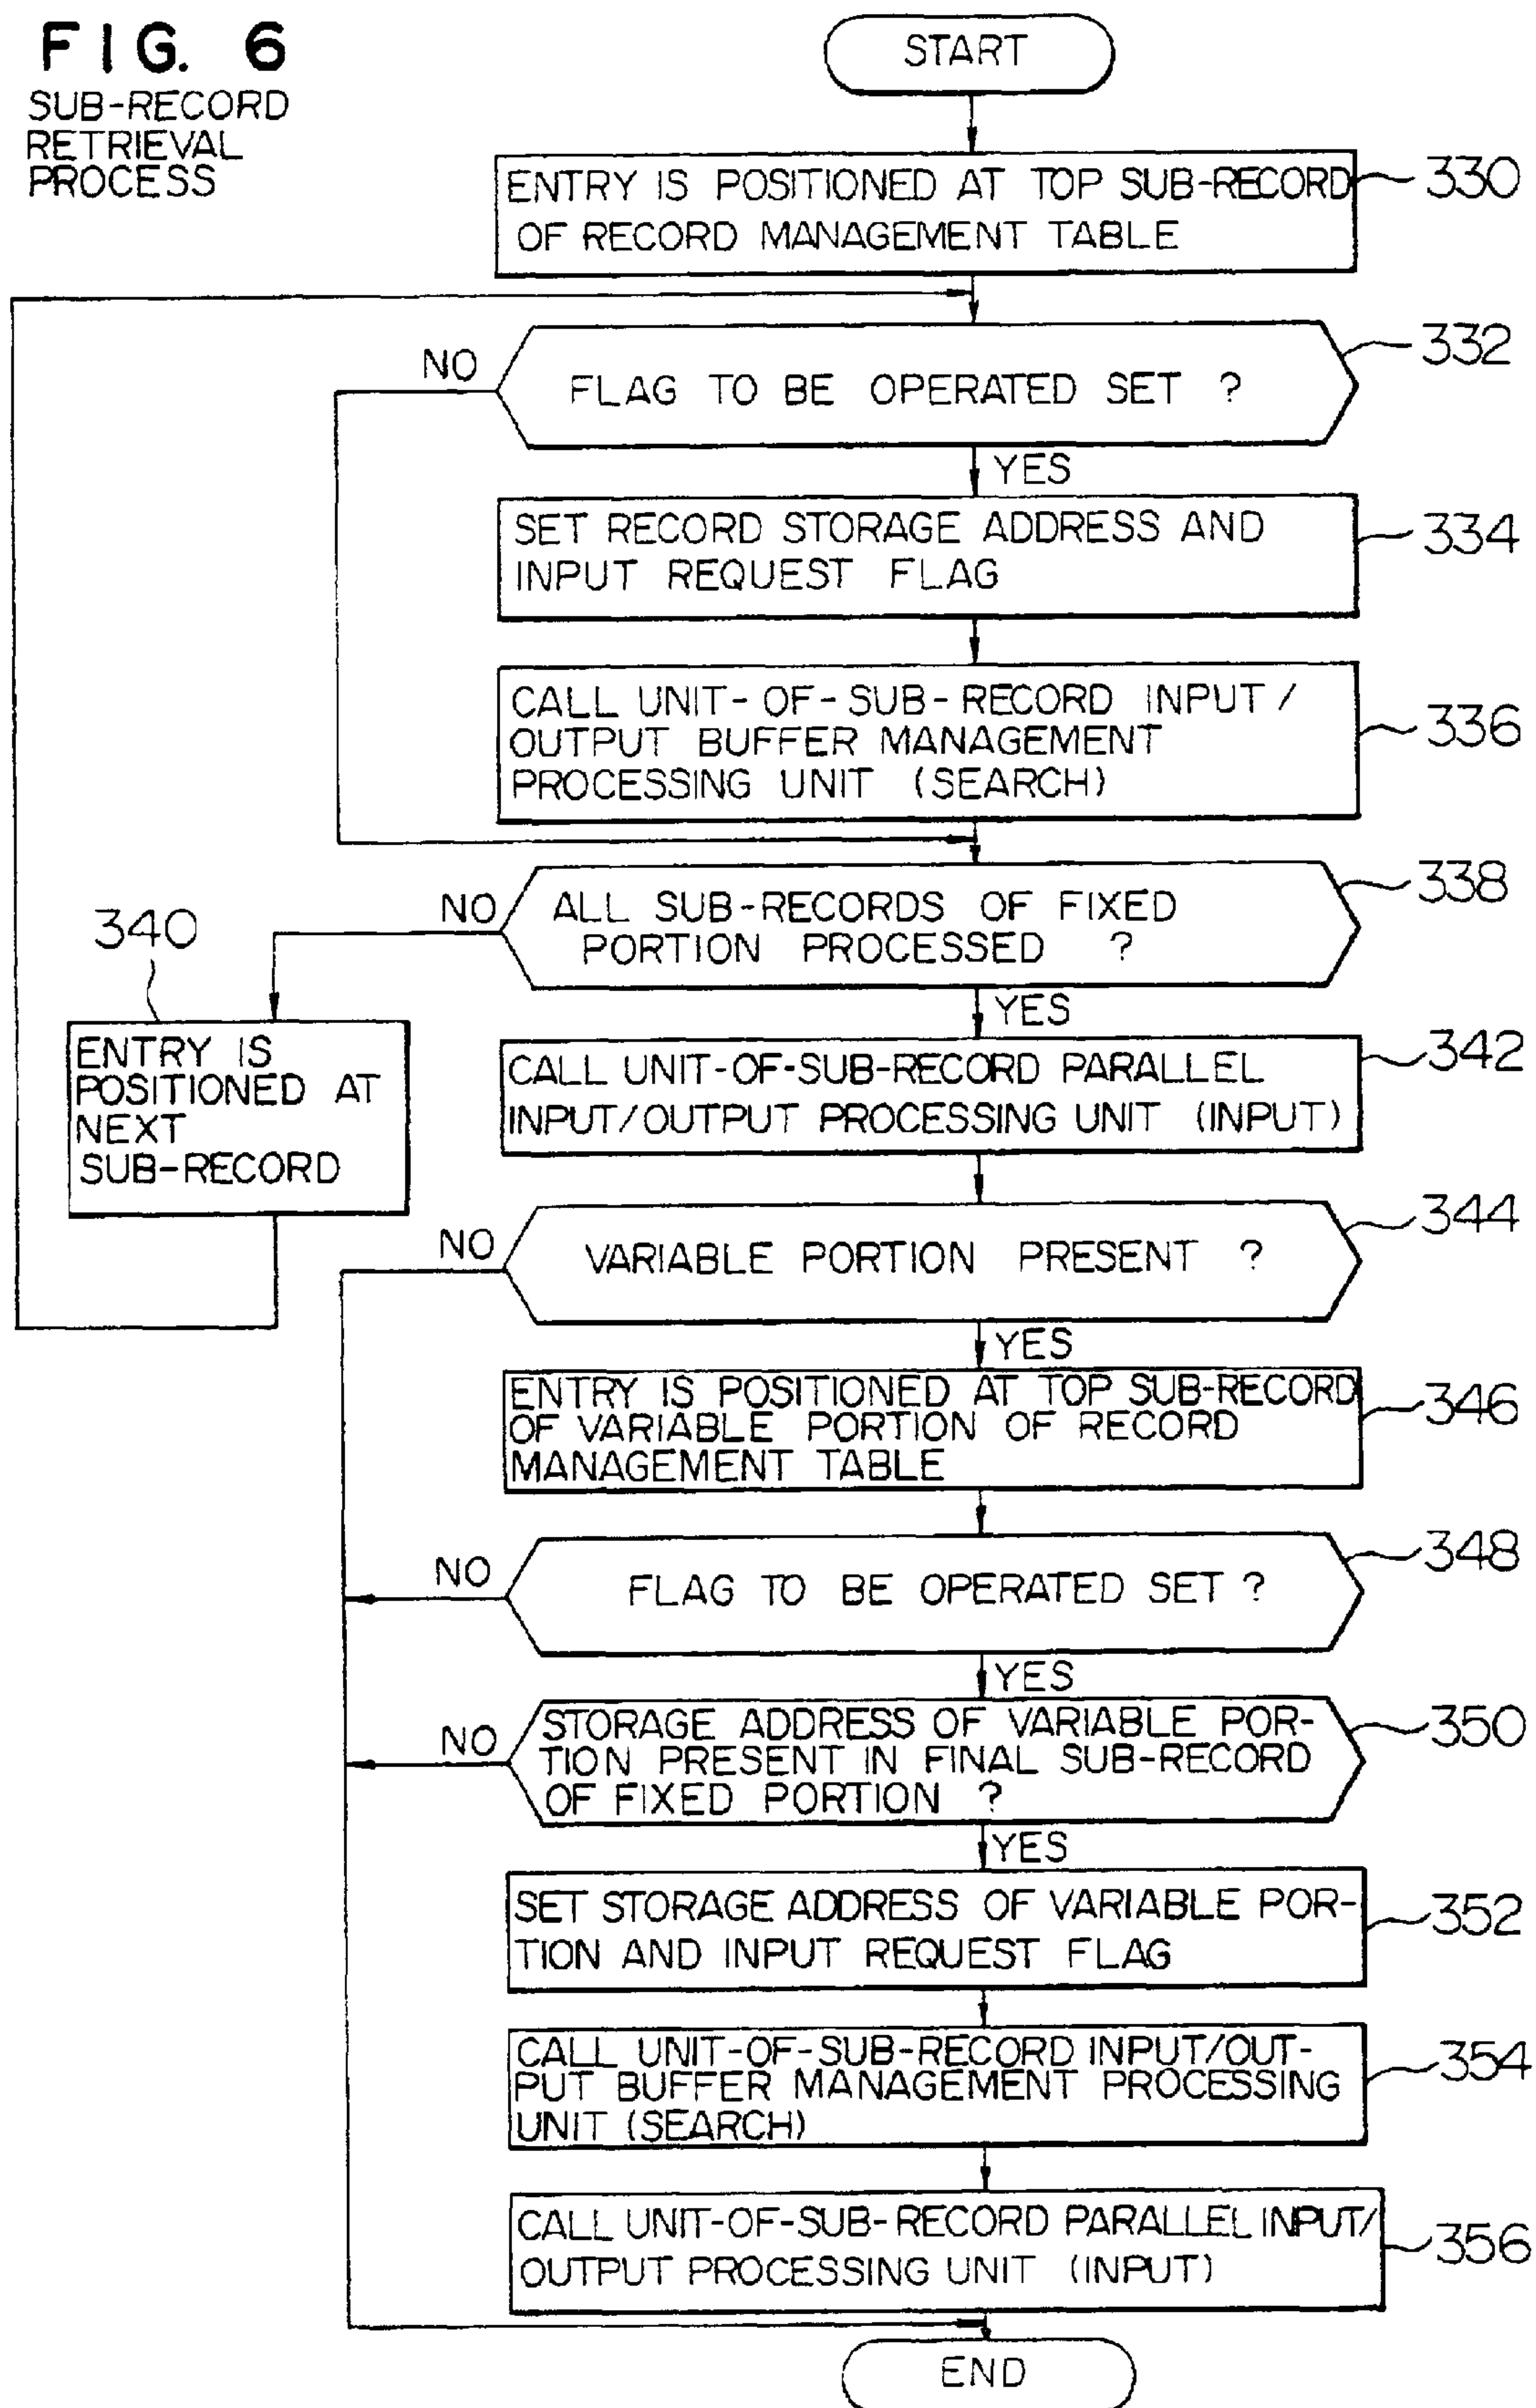 FIG. 6
SUB-RECORD
RETRIEVAL
PROCESS
START
ENTRY IS POSITIONED AT TOP SUB-RECORD
OF RECORD MANAGEMENT TABLE
330
FLAG TO BE OPERATED SET ?
332
NO
YES
SET RECORD STORAGE ADDRESS AND
INPUT REQUEST FLAG
334
CALL UNIT-OF-SUB-RECORD INPUT/
OUTPUT BUFFER MANAGEMENT
PROCESSING UNIT (SEARCH)
336
ALL SUB-RECORDS OF FIXED
PORTION PROCESSED ?
338
NO
YES
340
ENTRY IS
POSITIONED AT
NEXT
SUB-RECORD
CALL UNIT-OF-SUB-RECORD PARALLEL
INPUT/OUTPUT PROCESSING UNIT (INPUT)
342
VARIABLE PORTION PRESENT ?
344
NO
YES
ENTRY IS POSITIONED AT TOP SUB-RECORD
OF VARIABLE PORTION OF RECORD
MANAGEMENT TABLE
346
FLAG TO BE OPERATED SET ?
348
NO
YES
STORAGE ADDRESS OF VARIABLE POR-
TION PRESENT IN FINAL SUB-RECORD
OF FIXED PORTION ?
350
NO
YES
SET STORAGE ADDRESS OF VARIABLE POR-
TION AND INPUT REQUEST FLAG
352
CALL UNIT-OF-SUB-RECORD INPUT/OUT-
PUT BUFFER MANAGEMENT PROCESSING
UNIT (SEARCH)
354
CALL UNIT-OF-SUB-RECORD PARALLEL INPUT/
OUTPUT PROCESSING UNIT (INPUT)
356
END